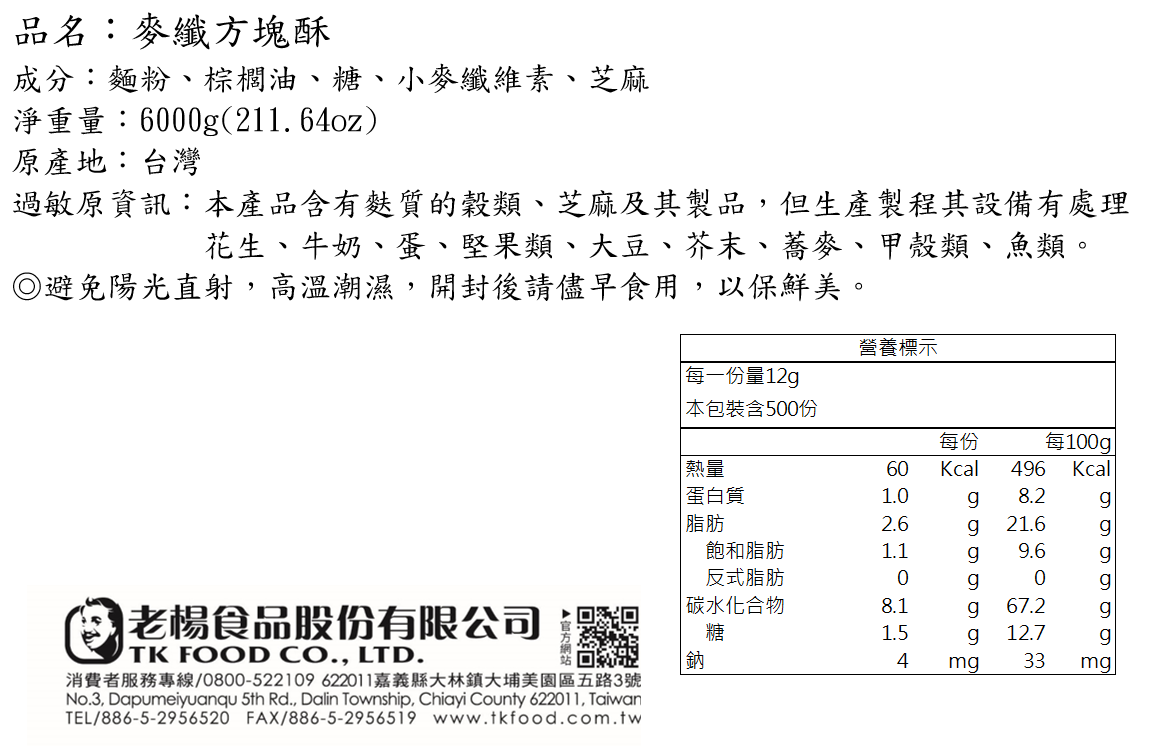 品名：麥纖方塊酥
成分：麵粉、棕櫚油、糖、小麥纖維素、芝麻
淨重量：6000g(211.64oz)
原產地：台灣
過敏原資訊：本產品含有麩質的穀類、芝麻及其製品，但生產製程其設備有處理
花生、牛奶、蛋、堅果類、大豆、芥末、蕎麥、甲殼類、魚類。
◎避免陽光直射，高溫潮濕，開封後請儘早食用，以保鮮美。
營養標示
每一份量12g
本包裝含500份
每份 每100g
熱量 60 Kcal 496 Kcal
蛋白質 1.0 g 8.2 g
脂肪 2.6 g 21.6 g
飽和脂肪 1.1 g 9.6 g
反式脂肪 0 g 0 g
碳水化合物 8.1 g 67.2 g
糖 1.5 g 12.7 g
鈉 4 mg 33 mg
老楊食品股份有限公司
TK FOOD CO., LTD.
▶官方網站
消費者服務專線/0800-522109 622011嘉義縣大林鎮大埔美園區五路3號
No.3, Dapumeiyuanqu 5th Rd., Dalin Township, Chiayi County 622011, Taiwan
TEL/886-5-2956520 FAX/886-5-2956519 www.tkfood.com.tw